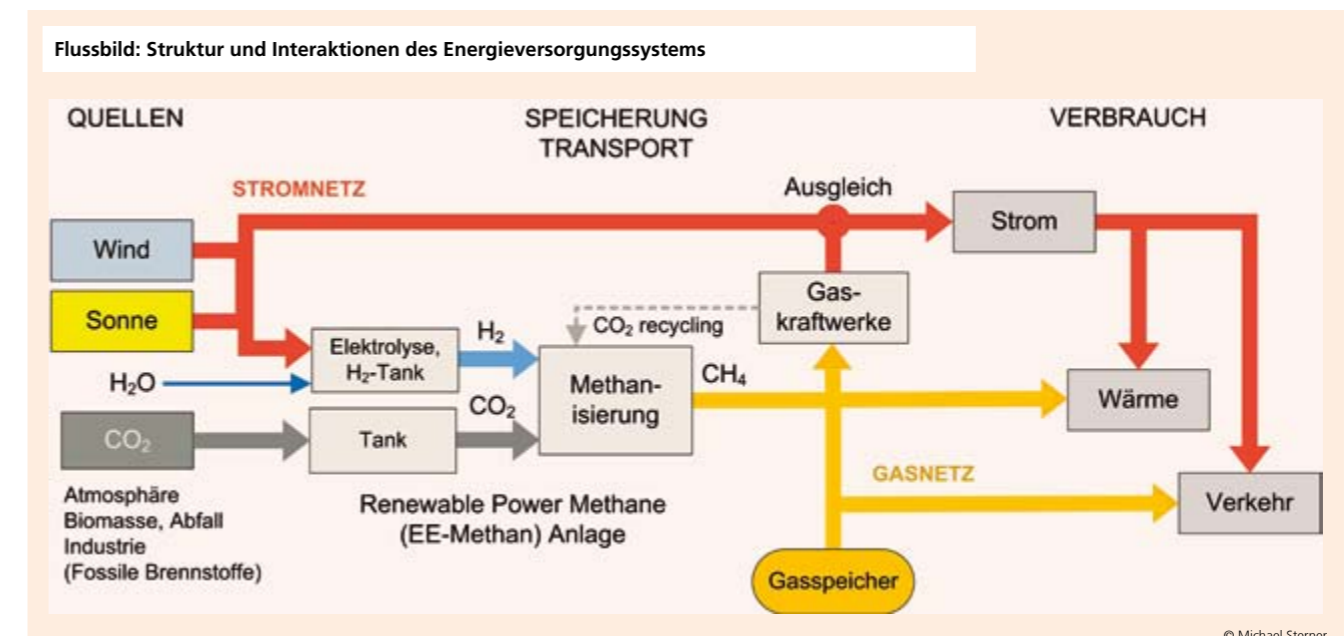 Flussbild: Struktur und Interaktionen des Energieversorgungssystems
QUELLEN
SPEICHERUNG
TRANSPORT
VERBRAUCH
STROMNETZ
Ausgleich
Wind
Strom
Sonne
Gas-
kraftwerke
H₂
CO₂ recycling
Elektrolyse,
H₂-Tank
H₂O
Methan-
isierung
CH₄
Wärme
CO₂
CO₂
Tank
GASNETZ
Atmosphäre
Biomasse, Abfall
Industrie
(Fossile Brennstoffe)
Renewable Power Methane
(EE-Methan) Anlage
Verkehr
Gasspeicher
© Michael Sterner